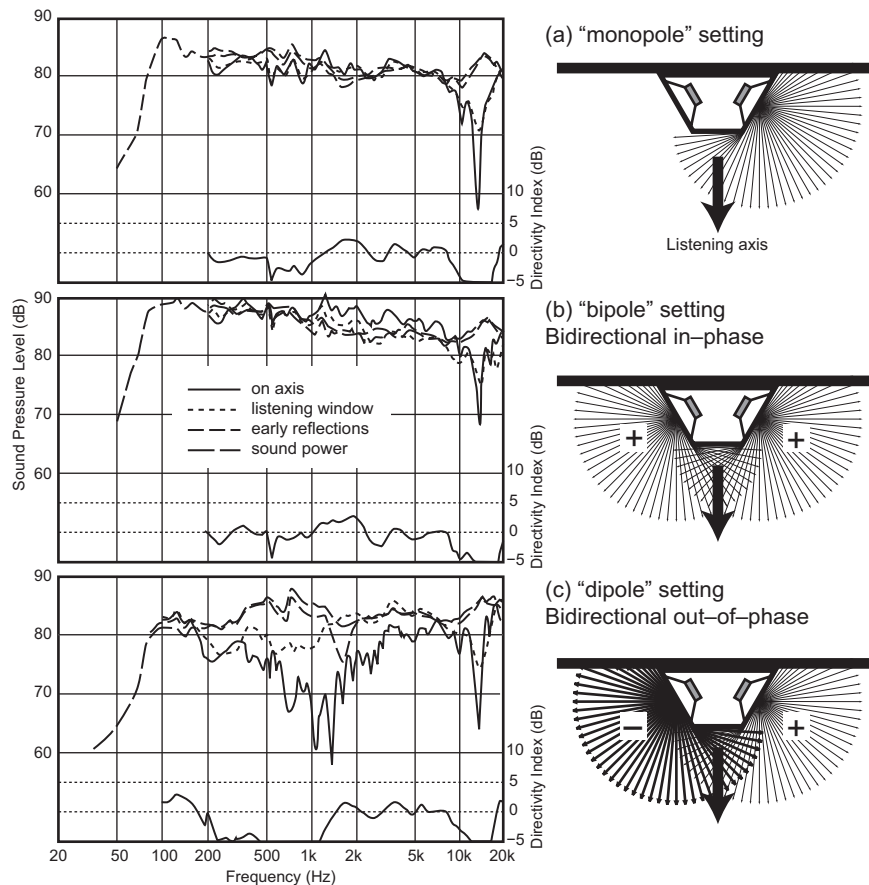 90
80
70
60
10
5
0
−5
Directivity Index (dB)
(a) “monopole” setting
Listening axis
90
80
70
60
10
5
0
−5
Sound Pressure Level (dB)
Directivity Index (dB)
on axis
listening window
early reflections
sound power
(b) “bipole” setting
Bidirectional in–phase
+
+
90
80
70
60
10
5
0
−5
Directivity Index (dB)
(c) “dipole” setting
Bidirectional out–of–phase
−
+
20 50 100 200 500 1k 2k 5k 10k 20k
Frequency (Hz)